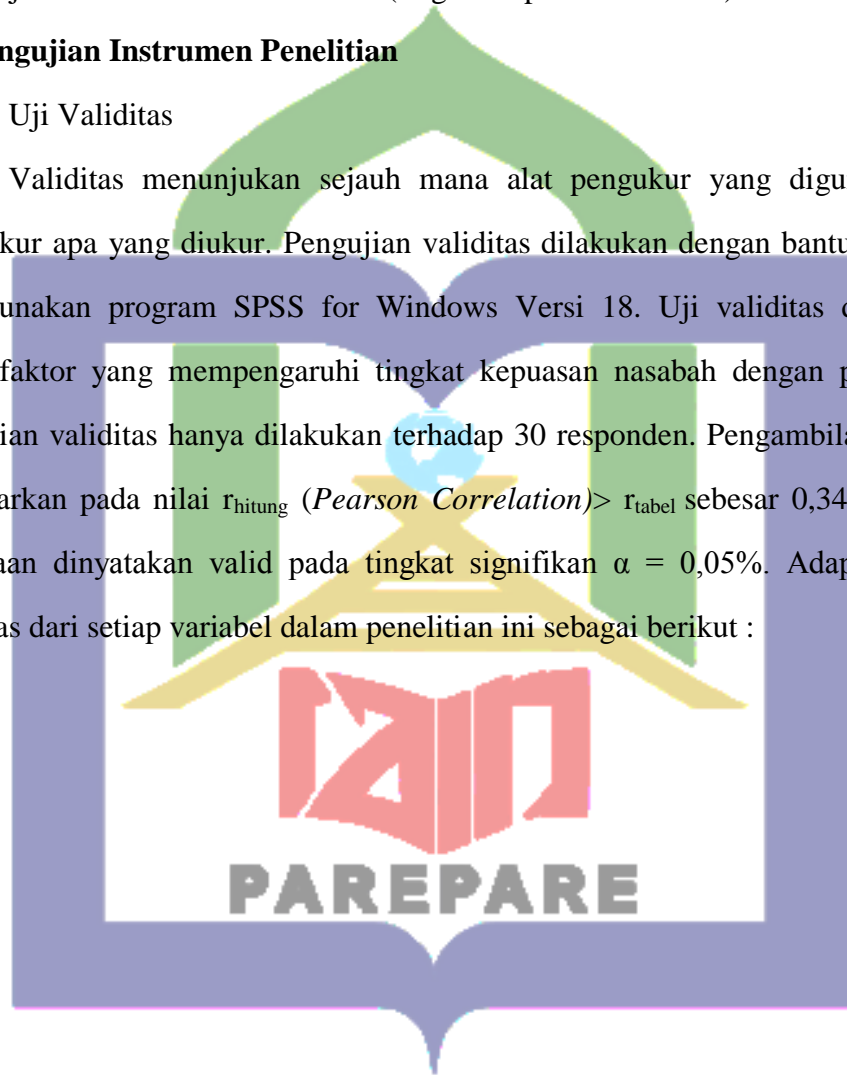 ngujian Instrumen Penelitian
Uji Validitas
Validitas menunjukan sejauh mana alat pengukur yang digu
kur apa yang diukur. Pengujian validitas dilakukan dengan bantu
unakan program SPSS for Windows Versi 18. Uji validitas
faktor yang mempengaruhi tingkat kepuasan nasabah dengan p
ian validitas hanya dilakukan terhadap 30 responden. Pengambila
arkan pada nilai rhitung (Pearson Correlation)> rtabel sebesar 0,34
aan dinyatakan valid pada tingkat signifikan α = 0,05%. Adap
as dari setiap variabel dalam penelitian ini sebagai berikut :
iain
PAREPARE